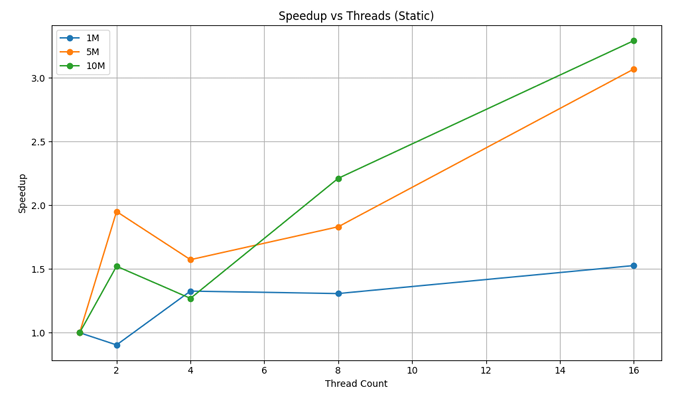 Speedup vs Threads (Static)
1M
5M
10M
Speedup
3.0
2.5
2.0
1.5
1.0
2 4 6 8 10 12 14 16
Thread Count